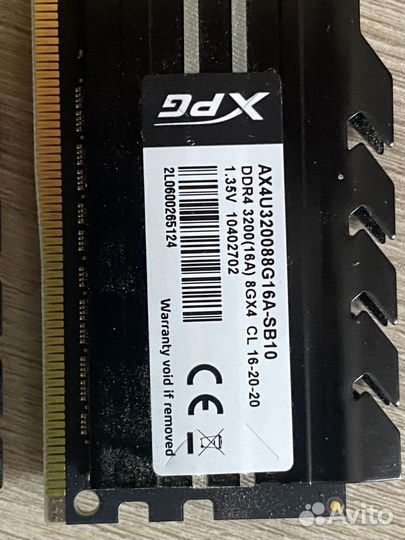 XPG
AX4U320088G16A-SB10
DDR4 3200(16A) 8GX4 CL 16-20-20
1.35V 10402702
2L0600265124
Warranty void if removed
CE
Avito